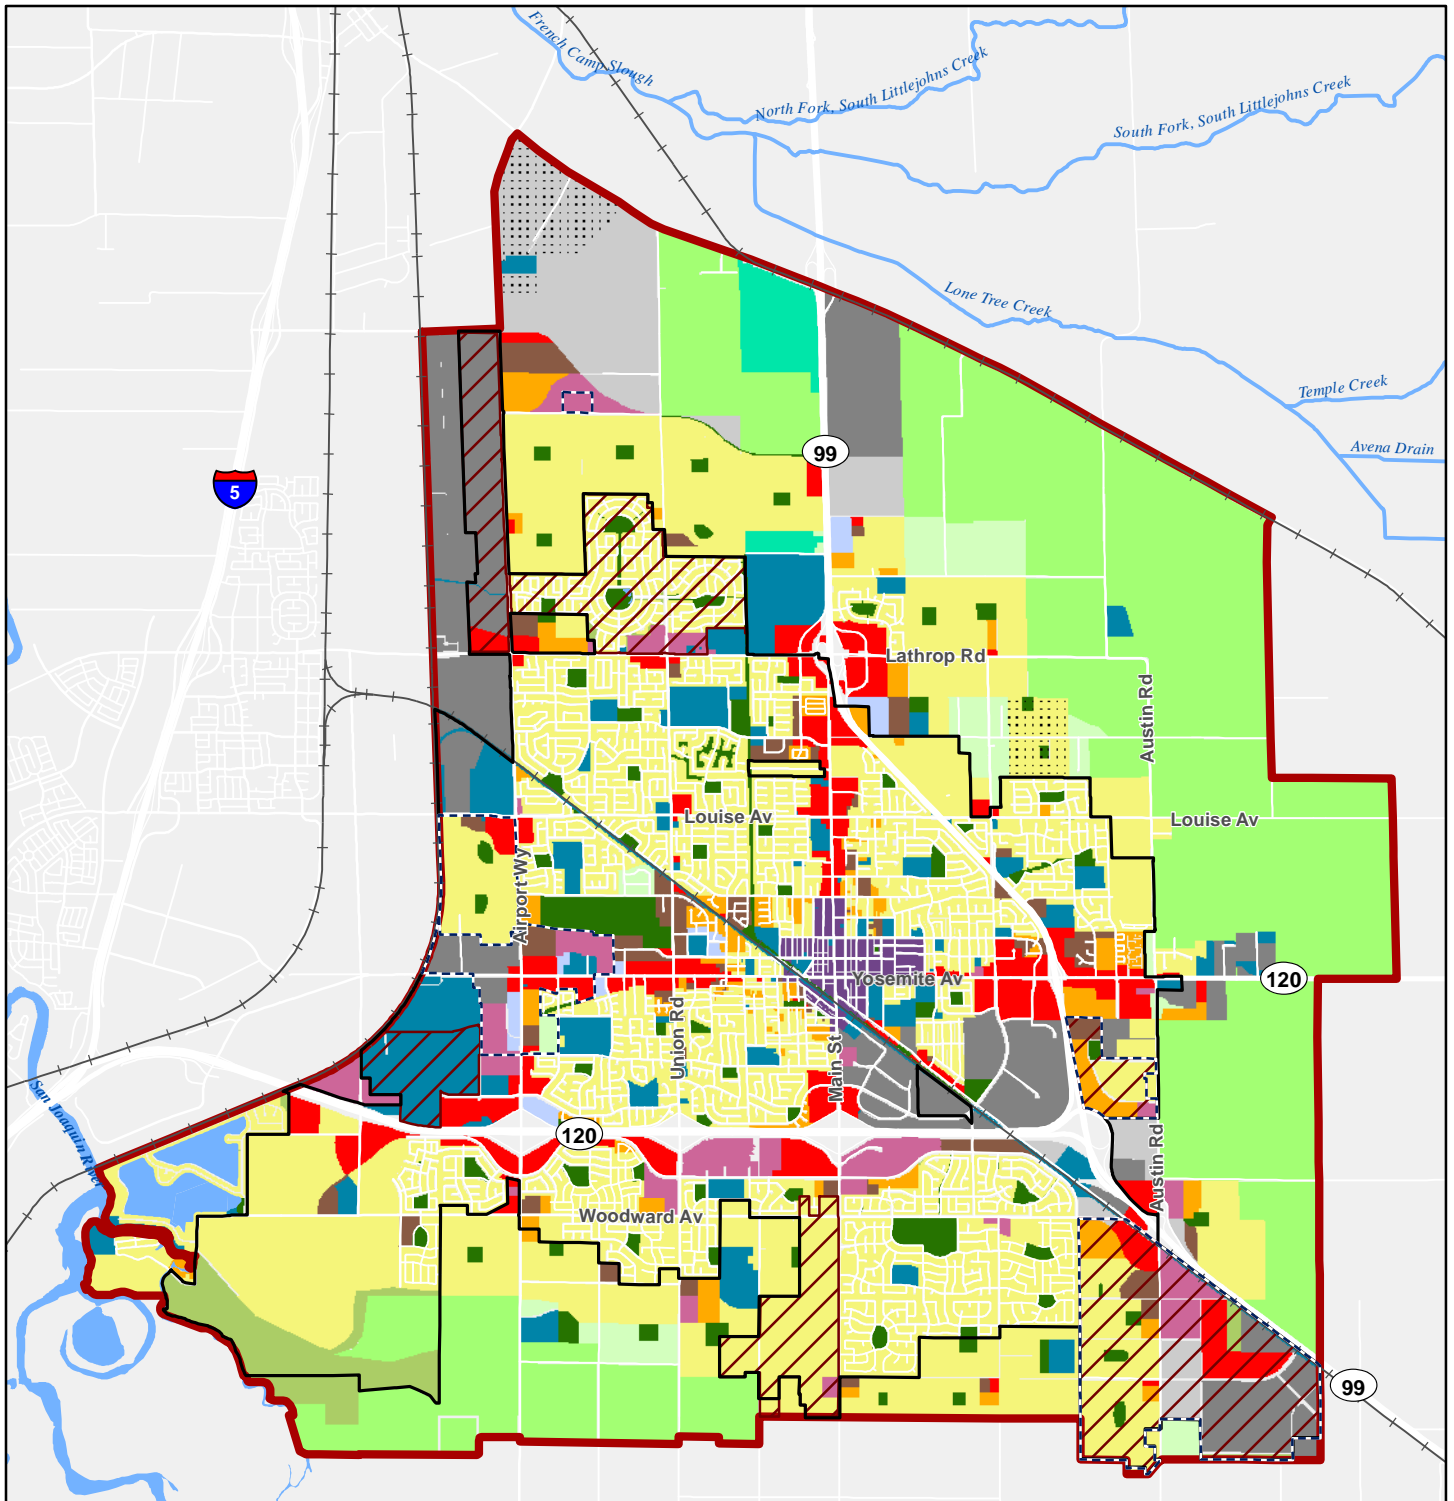 French Camp Slough
North Fork, South Littlejohns Creek
South Fork, South Littlejohns Creek
Lone Tree Creek
Temple Creek
Avena Drain
99
5
Lathrop Rd
Austin Rd
Louise Av
Louise Av
Airport Wy
Yosemite Av
120
Union Rd
Main St
San Joaquin River
120
Austin Rd
Woodward Av
99